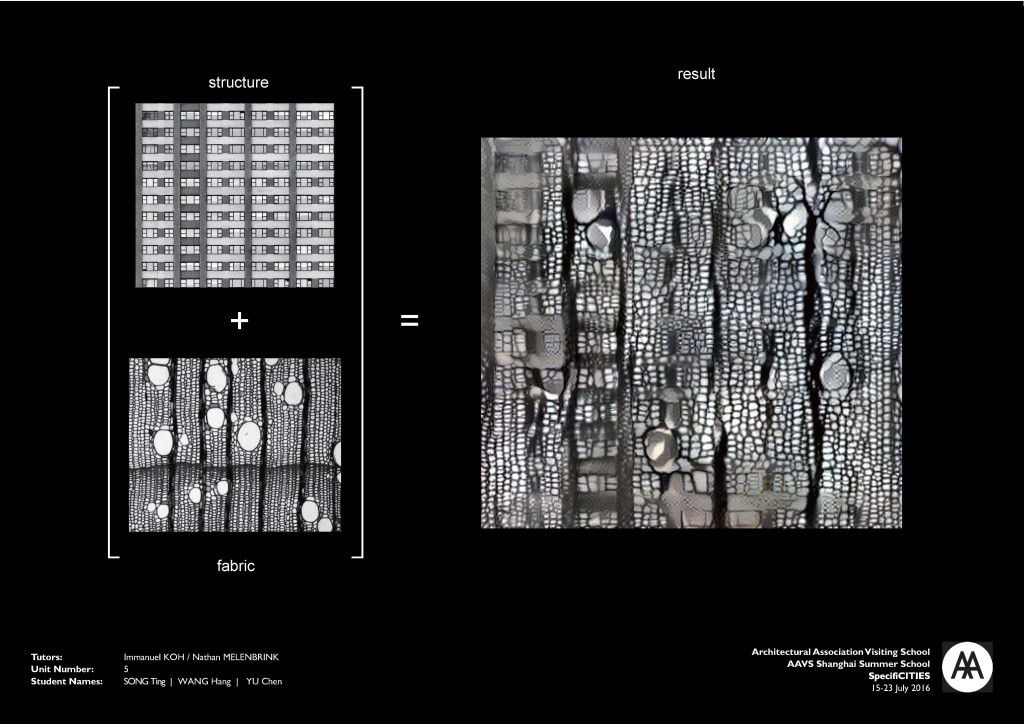 structure
result
+
=
fabric
Tutors: Immanuel KOH / Nathan MELENBRINK
Unit Number: 5
Student Names: SONG Ting | WANG Hang | YU Chen
Architectural Association Visiting School
AAVS Shanghai Summer School
SpecifiCITIES
15-23 July 2016
AA